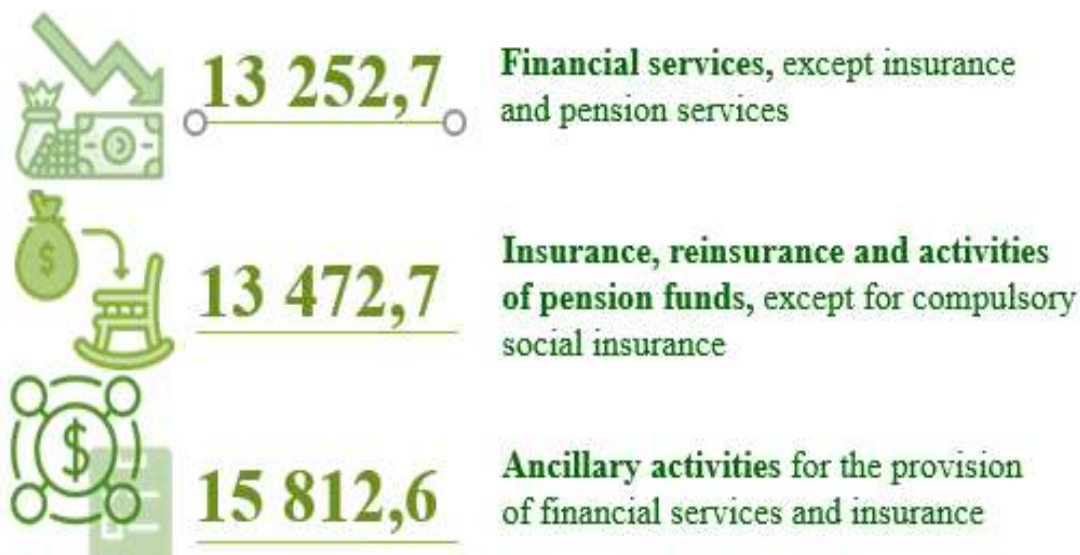 13 252,7
Financial services, except insurance
and pension services
$
13 472,7
Insurance, reinsurance and activities
of pension funds, except for compulsory
social insurance
$
15 812,6
Ancillary activities for the provision
of financial services and insurance